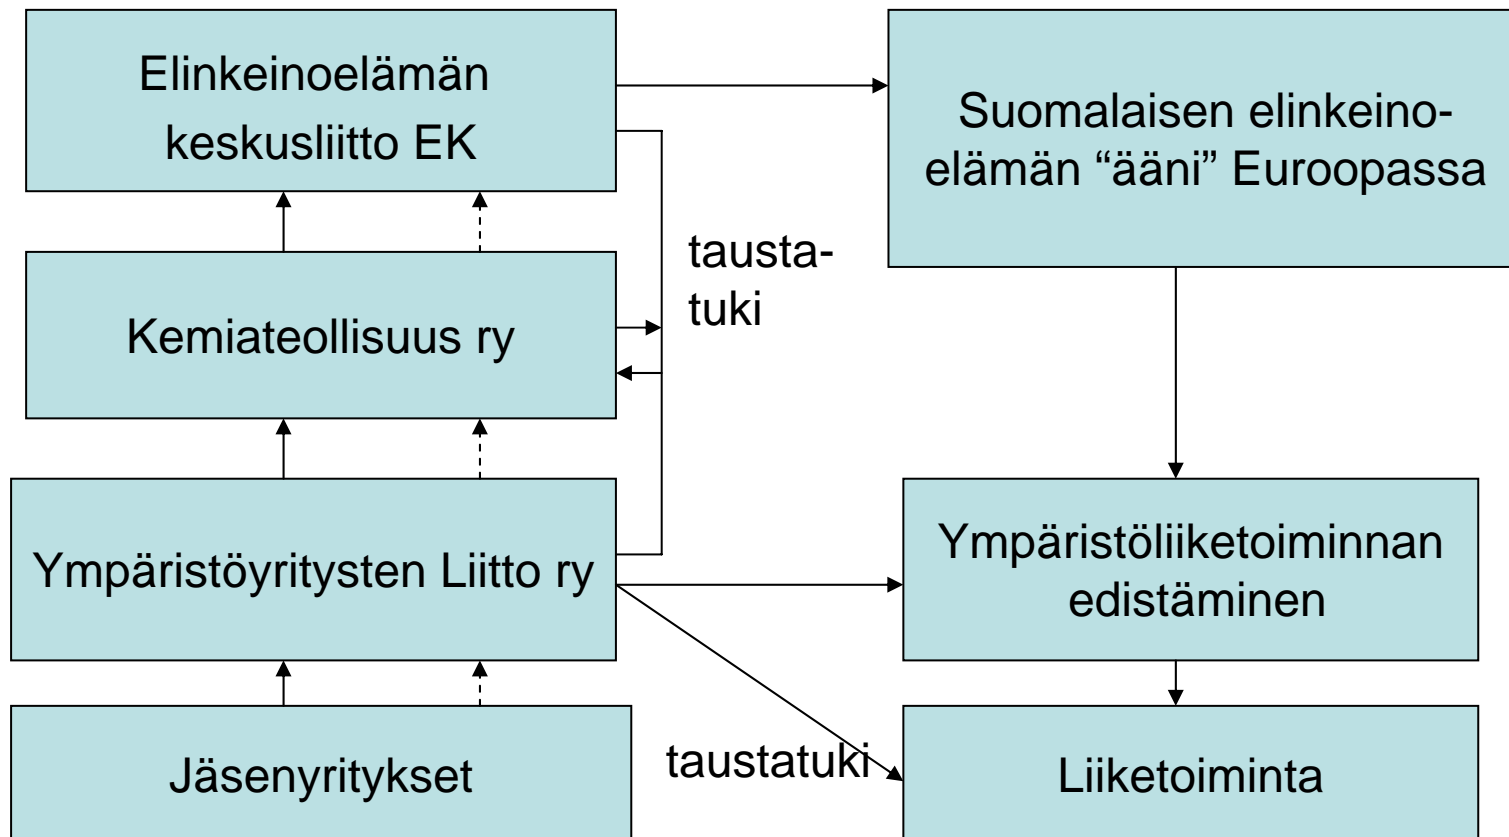 Elinkeinoelämän
keskusliitto EK
Suomalaisen elinkeino-
elämän “ääni” Euroopassa
tausta-
tuki
Kemiateollisuus ry
Ympäristöyritysten Liitto ry
Ympäristöliiketoiminnan
edistäminen
Jäsenyritykset
taustatuki
Liiketoiminta